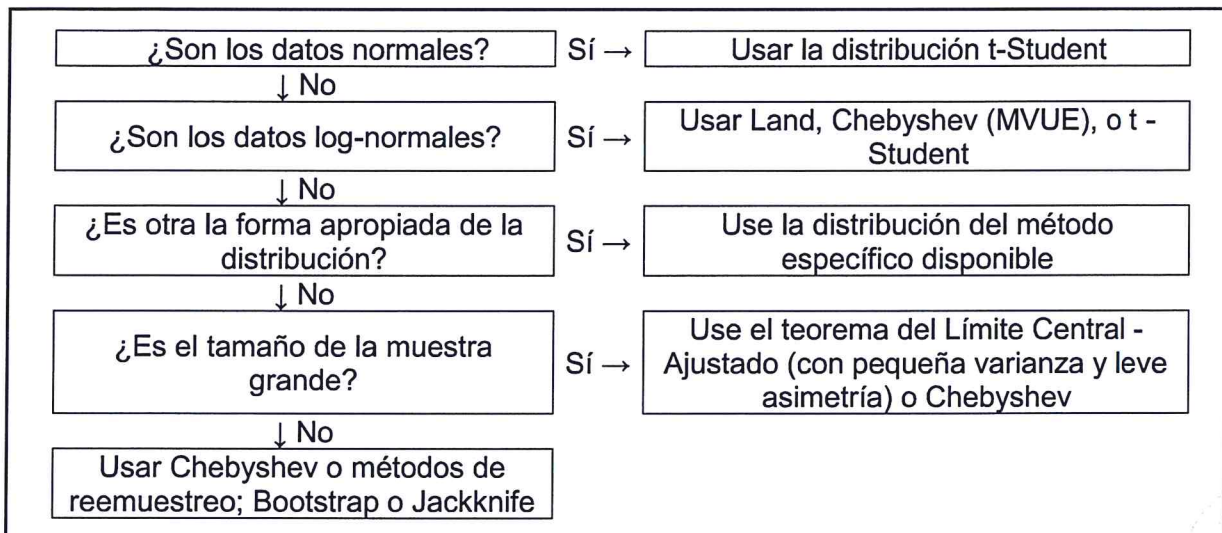 ¿Son los datos normales? Sí → Usar la distribución t-Student
↓ No
¿Son los datos log-normales? Sí → Usar Land, Chebyshev (MVUE), o t -
Student
↓ No
¿Es otra la forma apropiada de la
distribución?
Sí →
Use la distribución del método
específico disponible
↓ No
¿Es el tamaño de la muestra
grande?
Sí →
Use el teorema del Límite Central -
Ajustado (con pequeña varianza y leve
asimetría) o Chebyshev
↓ No
Usar Chebyshev o métodos de
reemuestreo; Bootstrap o Jackknife